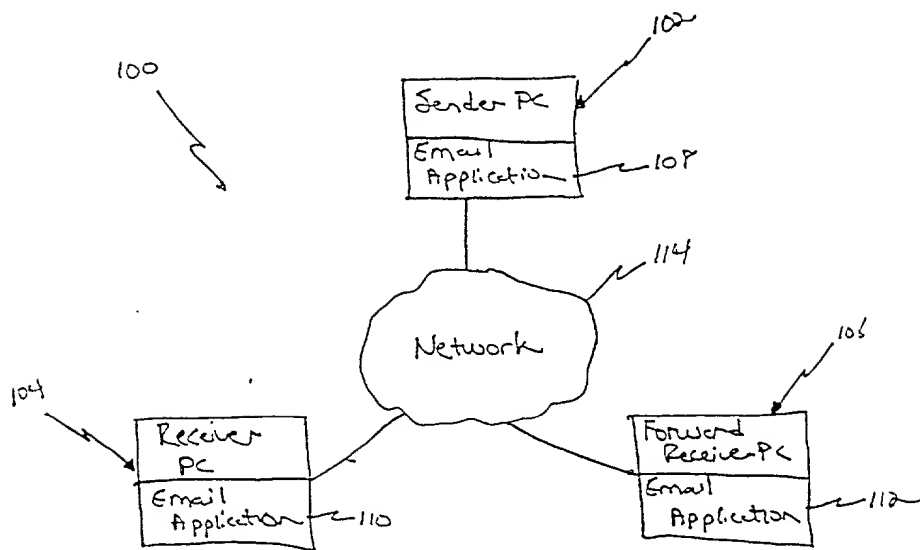 102
100
Sender PC
Email
Application
108
114
Network
106
104
Receiver
PC
Forward
Receiver PC
Email
Application
110
Email
Application
112